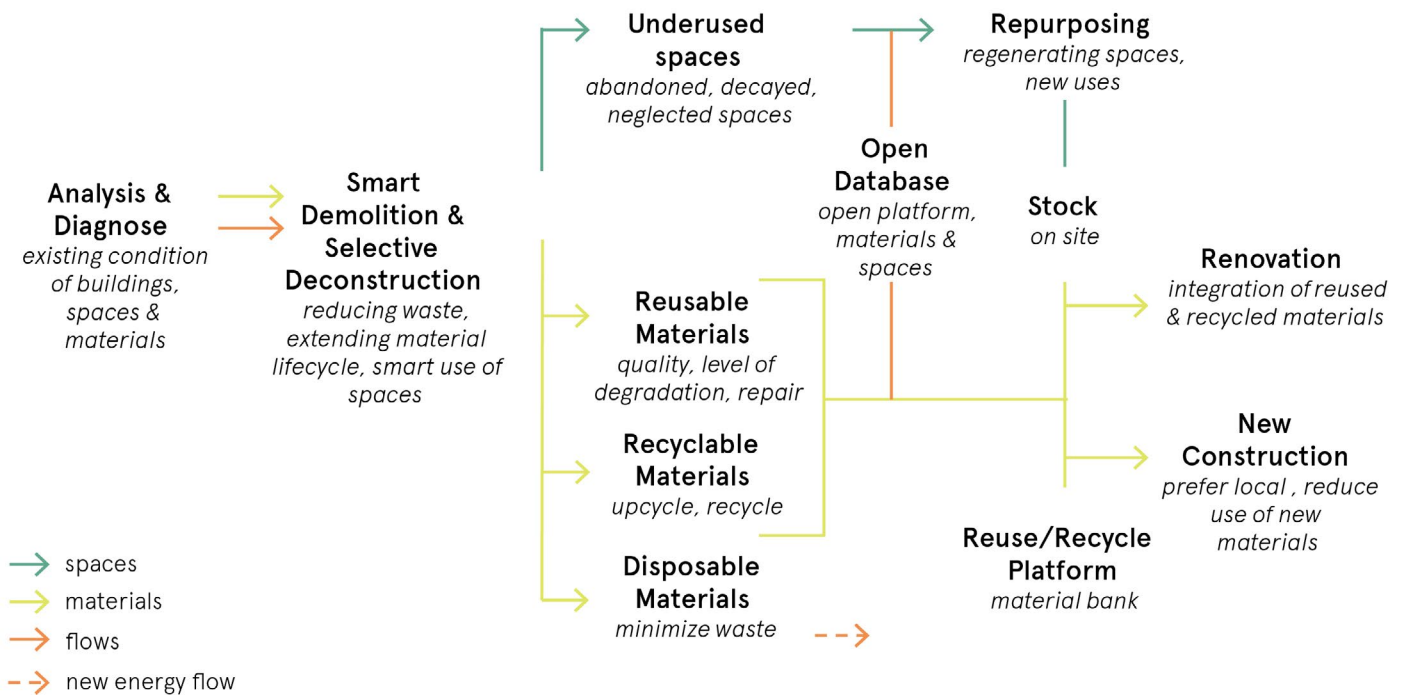 Analysis &
Diagnose
existing condition
of buildings,
spaces &
materials
Smart
Demolition &
Selective
Deconstruction
reducing waste,
extending material
lifecycle, smart use of
spaces
Underused
spaces
abandoned, decayed,
neglected spaces
Reusable
Materials
quality, level of
degradation, repair
Recyclable
Materials
upcycle, recycle
Disposable
Materials
minimize waste
Open
Database
open platform,
materials &
spaces
Repurposing
regenerating spaces,
new uses
Stock
on site
Reuse/Recycle
Platform
material bank
Renovation
integration of reused
& recycled materials
New
Construction
prefer local , reduce
use of new
materials
spaces
materials
flows
new energy flow